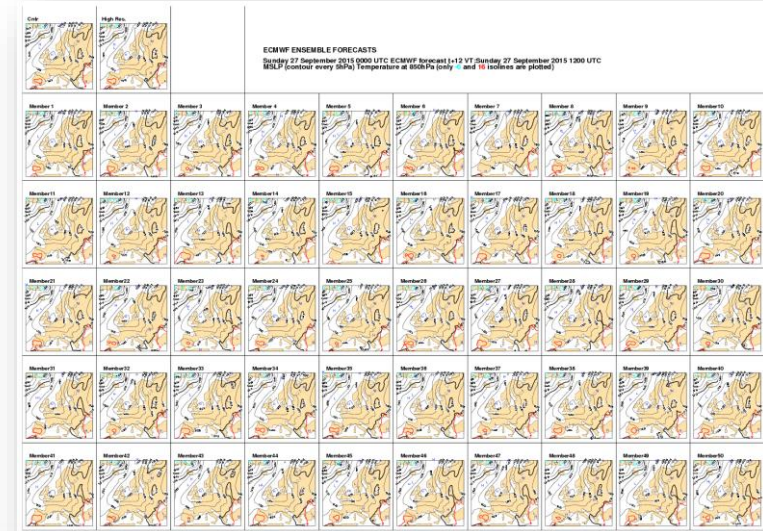 Cntr High Res.
ECMWF ENSEMBLE FORECASTS
Sunday 27 September 2015 0000 UTC ECMWF forecast t+12 VT:Sunday 27 September 2015 1200 UTC
MSLP (contour every 5hPa) Temperature at 850hPa (only -6 and 16 isolines are plotted)
Member 1 Member 2 Member 3 Member 4 Member 5 Member 6 Member 7 Member 8 Member 9 Member10
Member11 Member12 Member13 Member14 Member15 Member16 Member17 Member18 Member19 Member20
Member21 Member22 Member23 Member24 Member25 Member26 Member27 Member28 Member29 Member30
Member31 Member32 Member33 Member34 Member35 Member36 Member37 Member38 Member39 Member40
Member41 Member42 Member43 Member44 Member45 Member46 Member47 Member48 Member49 Member50